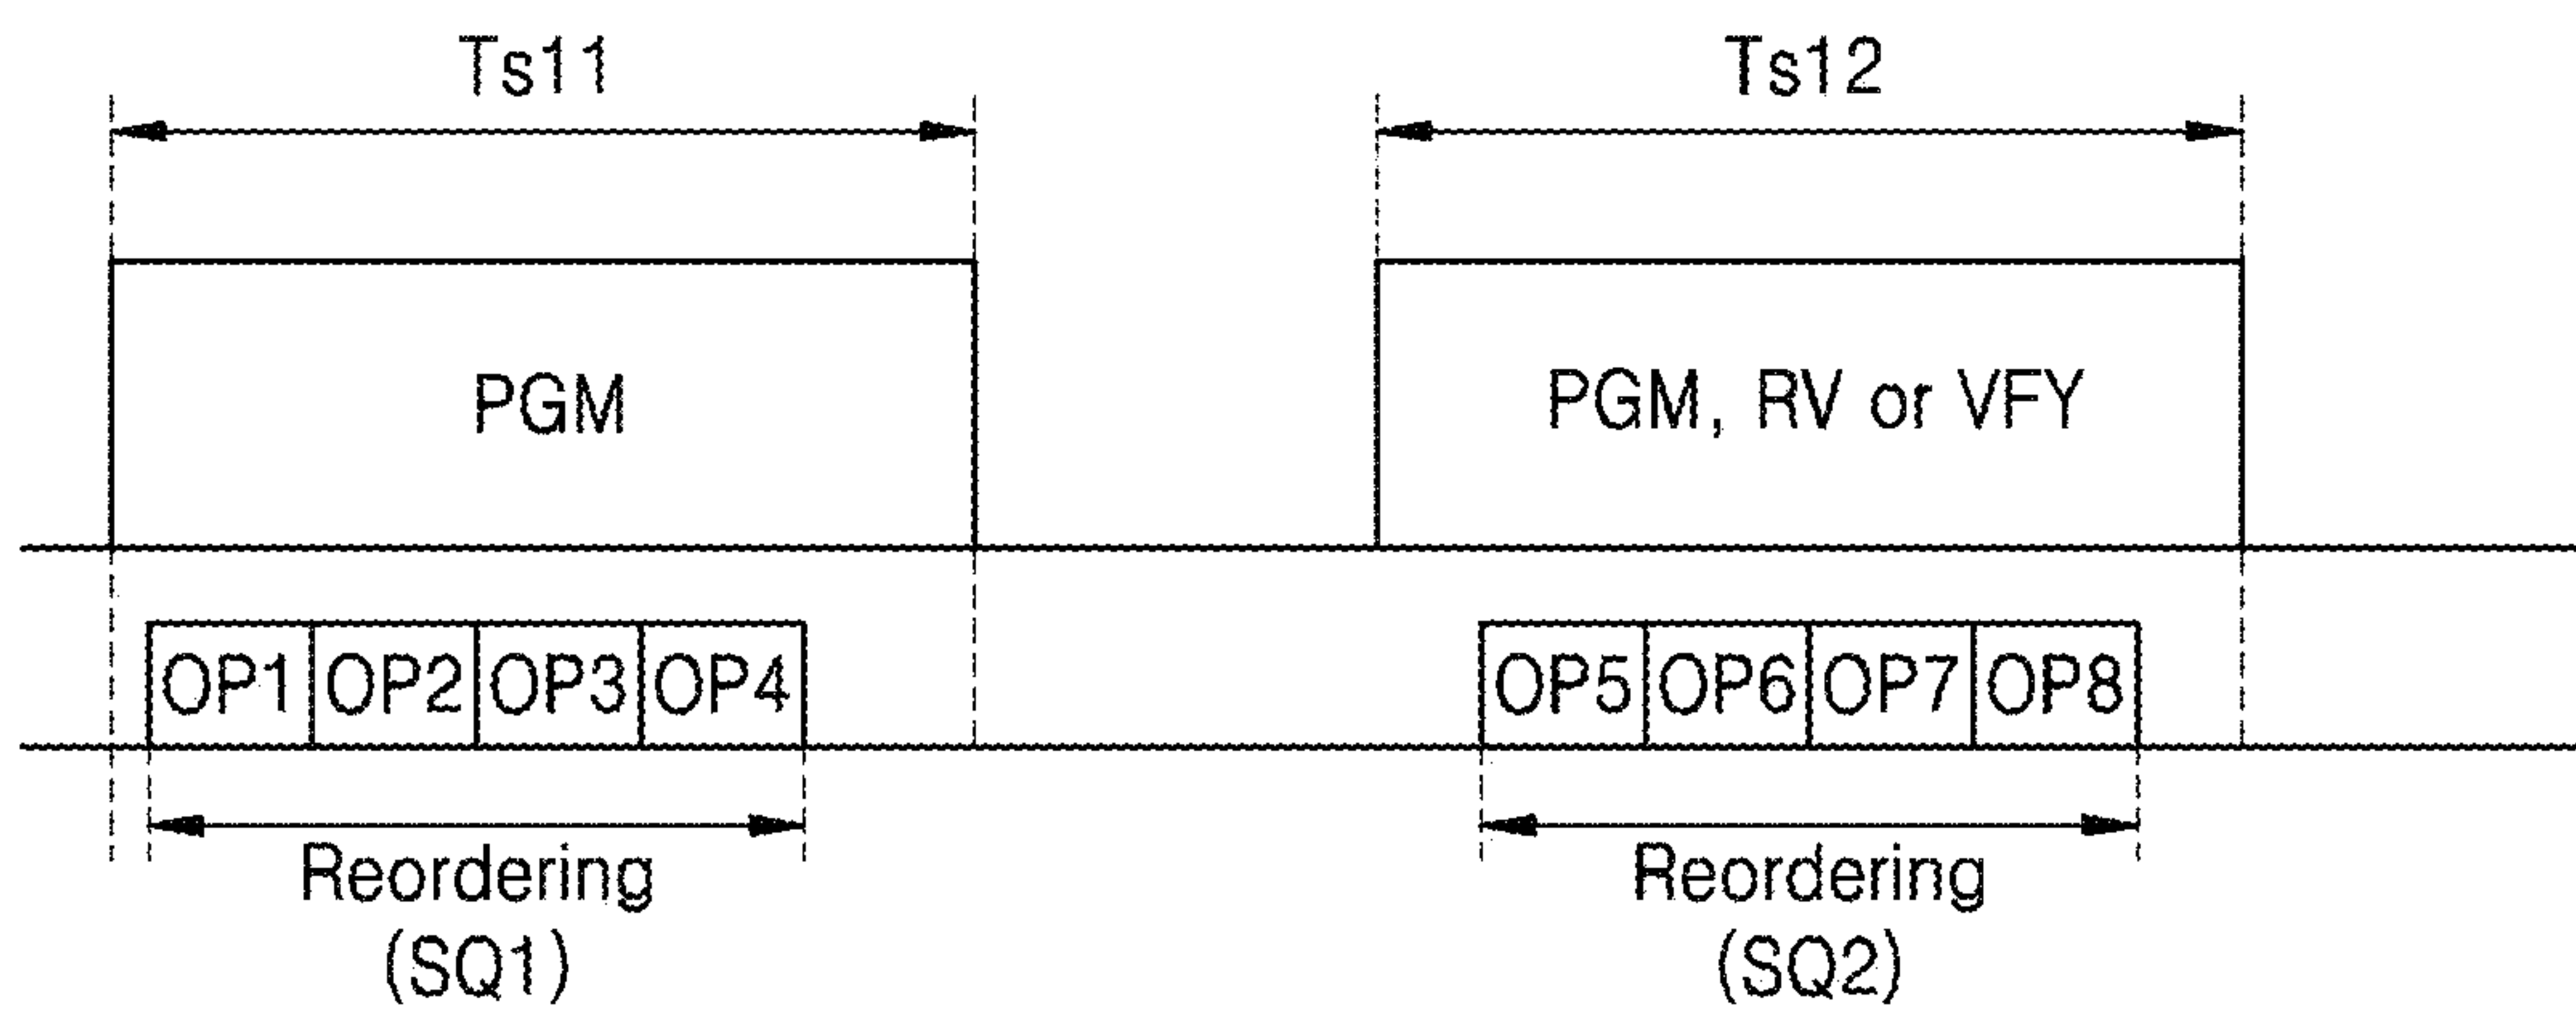 Ts11
Ts12
PGM
PGM, RV or VFY
OP1 OP2 OP3 OP4
OP5 OP6 OP7 OP8
Reordering
(SQ1)
Reordering
(SQ2)